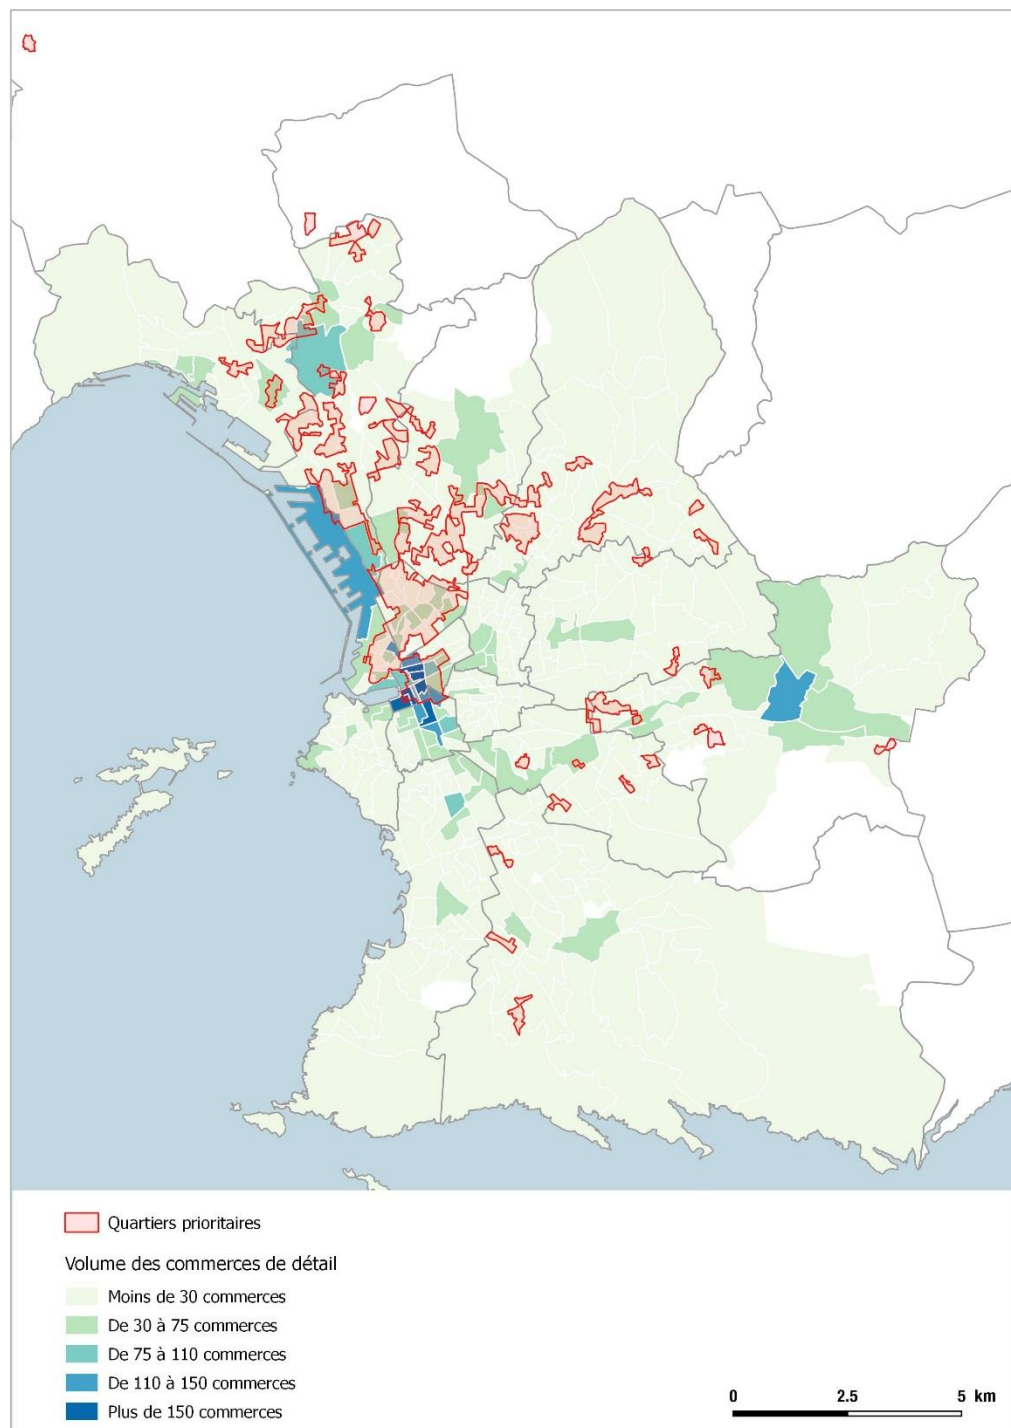 Quartiers prioritaires
Volume des commerces de détail
Moins de 30 commerces
De 30 à 75 commerces
De 75 à 110 commerces
De 110 à 150 commerces
Plus de 150 commerces
0 2.5 5 km